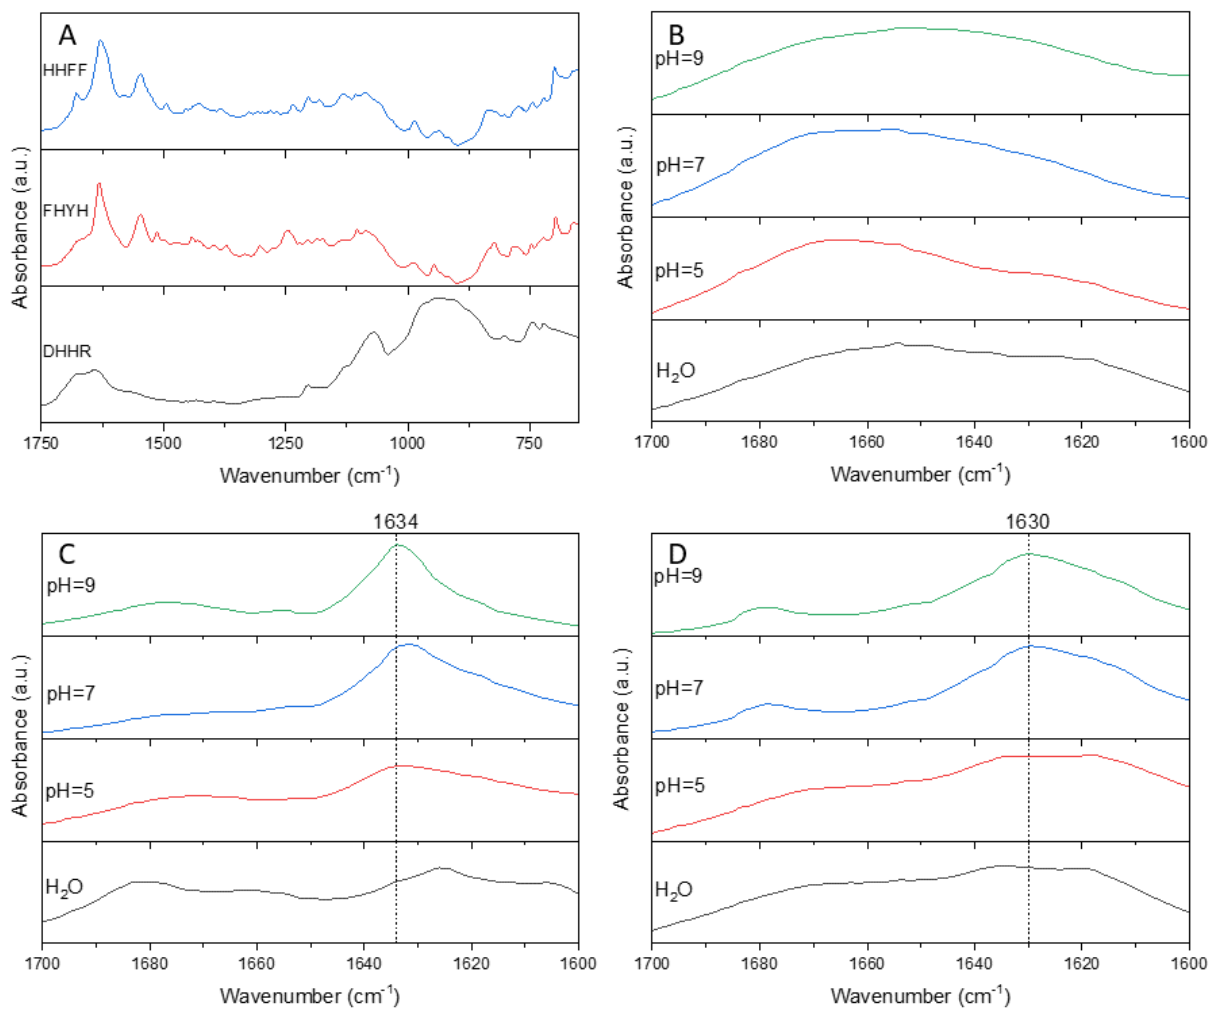 A
HHFF
FHYH
DHHR
Absorbance (a.u.)
1750 1500 1250 1000 750
Wavenumber (cm⁻¹)
B
pH=9
pH=7
pH=5
H₂O
Absorbance (a.u.)
1700 1680 1660 1640 1620 1600
Wavenumber (cm⁻¹)
1634
C
pH=9
pH=7
pH=5
H₂O
Absorbance (a.u.)
1700 1680 1660 1640 1620 1600
Wavenumber (cm⁻¹)
1630
D
pH=9
pH=7
pH=5
H₂O
Absorbance (a.u.)
1700 1680 1660 1640 1620 1600
Wavenumber (cm⁻¹)